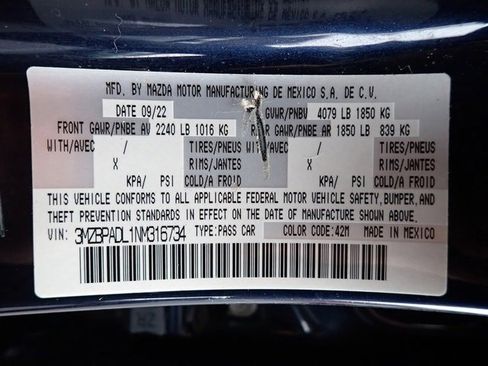 MFD. BY MAZDA MOTOR MANUFACTURING DE MEXICO S.A. DE C.V.
DATE 09/22 GVWR/PNBV 4079 LB 1850 KG
FRONT GAWR/PNBE AV 2240 LB 1016 KG REAR GAWR/PNBE AR 1850 LB 839 KG
WITH/AVEC / TIRES/PNEUS WITH/AVEC / TIRES/PNEUS
X RIMS/JANTES X RIMS/JANTES
KPA/ PSI COLD/A FROID KPA/ PSI COLD/A FROID
THIS VEHICLE CONFORMS TO ALL APPLICABLE FEDERAL MOTOR VEHICLE SAFETY, BUMPER, AND
THEFT PREVENTION STANDARDS IN EFFECT ON THE DATE OF MANUFACTURE SHOWN ABOVE.
VIN: 3MZBPADL1NM316734 TYPE: PASS CAR COLOR CODE: 42M MADE IN MEXICO